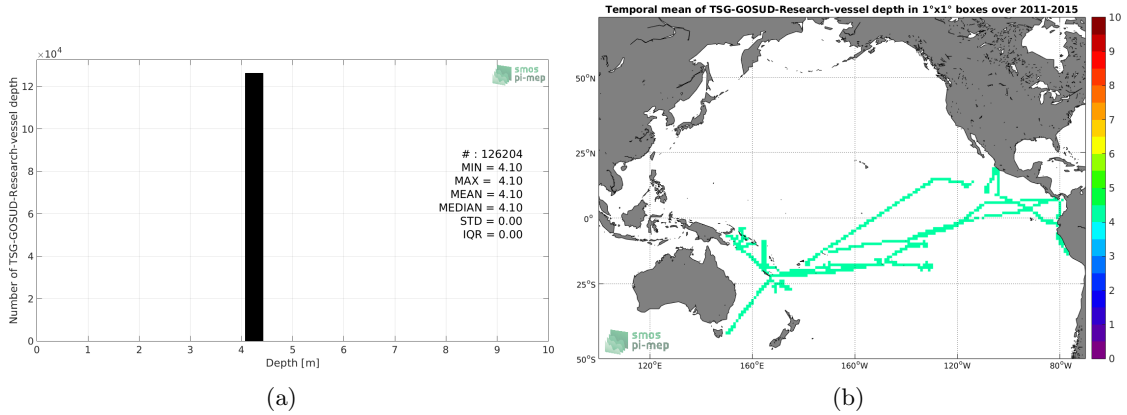 ×10⁴
12
10
8
6
4
2
0
Number of TSG-GOSUD-Research-vessel depth
0 1 2 3 4 5 6 7 8 9 10
Depth [m]
smos
pi-mep
# : 126204
MIN = 4.10
MAX = 4.10
MEAN = 4.10
MEDIAN = 4.10
STD = 0.00
IQR = 0.00
(a)
Temporal mean of TSG-GOSUD-Research-vessel depth in 1°x1° boxes over 2011-2015
50°N
25°N
0°
25°S
50°S
120°E 160°E 160°W 120°W 80°W
smos
pi-mep
10
9
8
7
6
5
4
3
2
1
0
(b)